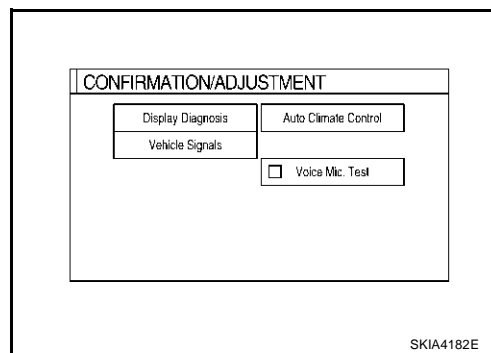 CONFIRMATION/ADJUSTMENT
Display Diagnosis
Auto Climate Control
Vehicle Signals
Voice Mic. Test
SKIA4182E